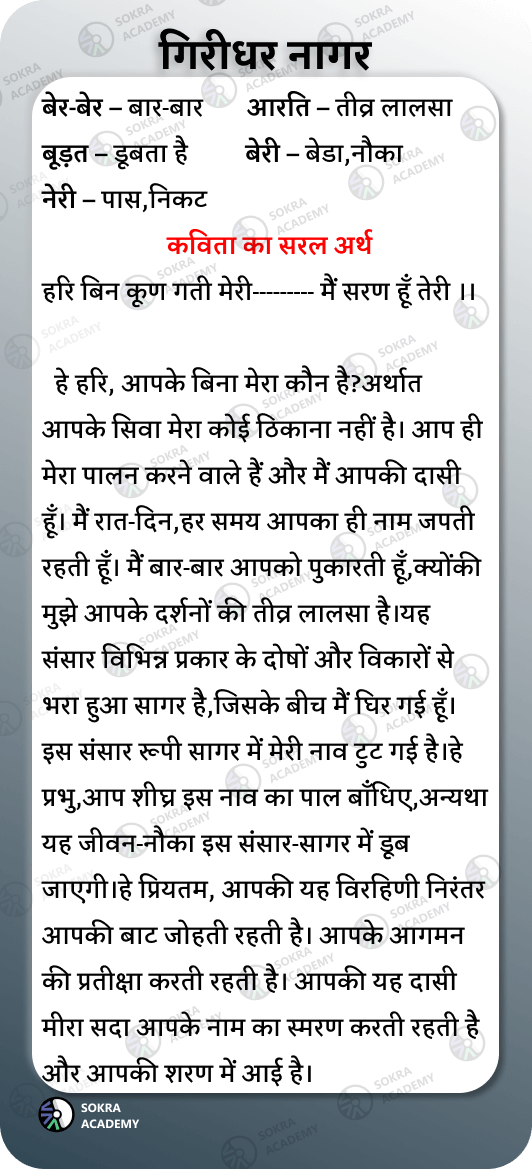 गिरीधर नागर
बेर-बेर – बार-बार आरति – तीव्र लालसा
बूड़त – डूबता है बेरी – बेडा,नौका
नेरी – पास,निकट
कविता का सरल अर्थ
हरि बिन कूण गती मेरी--------- मैं सरण हूँ तेरी ।।
हे हरि, आपके बिना मेरा कौन है?अर्थात
आपके सिवा मेरा कोई ठिकाना नहीं है। आप ही
मेरा पालन करने वाले हैं और मैं आपकी दासी
हूँ। मैं रात-दिन,हर समय आपका ही नाम जपती
रहती हूँ। मैं बार-बार आपको पुकारती हूँ,क्योंकी
मुझे आपके दर्शनों की तीव्र लालसा है।यह
संसार विभिन्न प्रकार के दोषों और विकारों से
भरा हुआ सागर है,जिसके बीच मैं घिर गई हूँ।
इस संसार रूपी सागर में मेरी नाव टुट गई है।हे
प्रभु,आप शीघ्र इस नाव का पाल बाँधिए,अन्यथा
यह जीवन-नौका इस संसार-सागर में डूब
जाएगी।हे प्रियतम, आपकी यह विरहिणी निरंतर
आपकी बाट जोहती रहती है। आपके आगमन
की प्रतीक्षा करती रहती है। आपकी यह दासी
मीरा सदा आपके नाम का स्मरण करती रहती है
और आपकी शरण में आई है।
SOKRA
ACADEMY